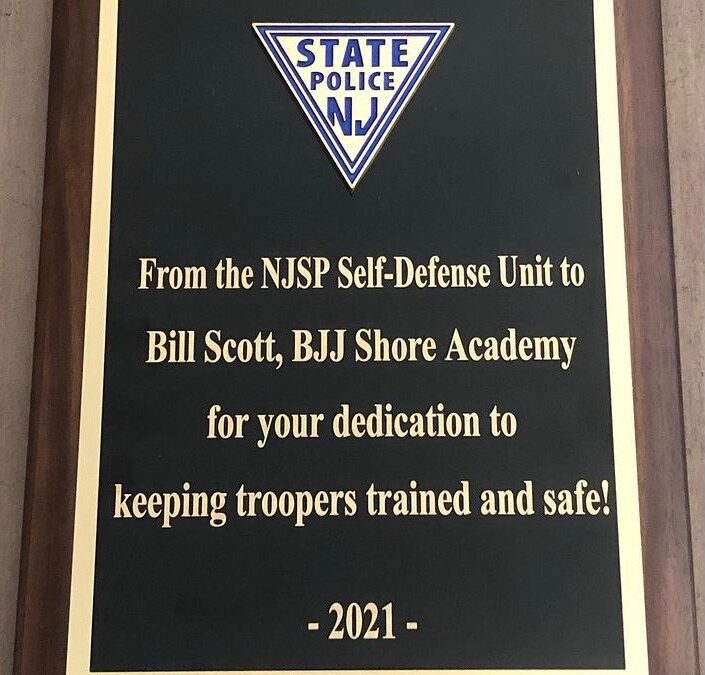 STATE
POLICE
NJ
From the NJSP Self-Defense Unit to
Bill Scott, BJJ Shore Academy
for your dedication to
keeping troopers trained and safe!
- 2021 -